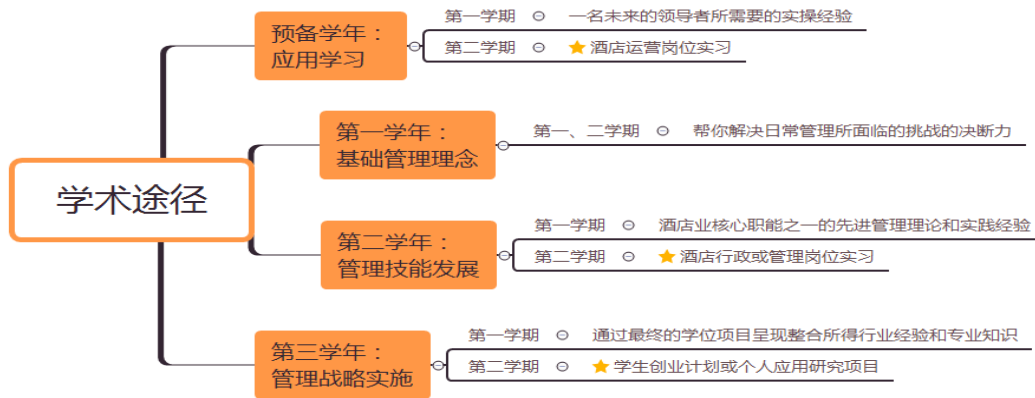 学术途径
预备学年：
应用学习
第一学期 一名未来的领导者所需要的实操经验
第二学期 酒店运营岗位实习
第一学年：
基础管理理念
第一、二学期 帮你解决日常管理所面临的挑战的决断力
第二学年：
管理技能发展
第一学期 酒店业核心职能之一的先进管理理论和实践经验
第二学期 酒店行政或管理岗位实习
第三学年：
管理战略实施
第一学期 通过最终的学位项目呈现整合所得行业经验和专业知识
第二学期 学生创业计划或个人应用研究项目